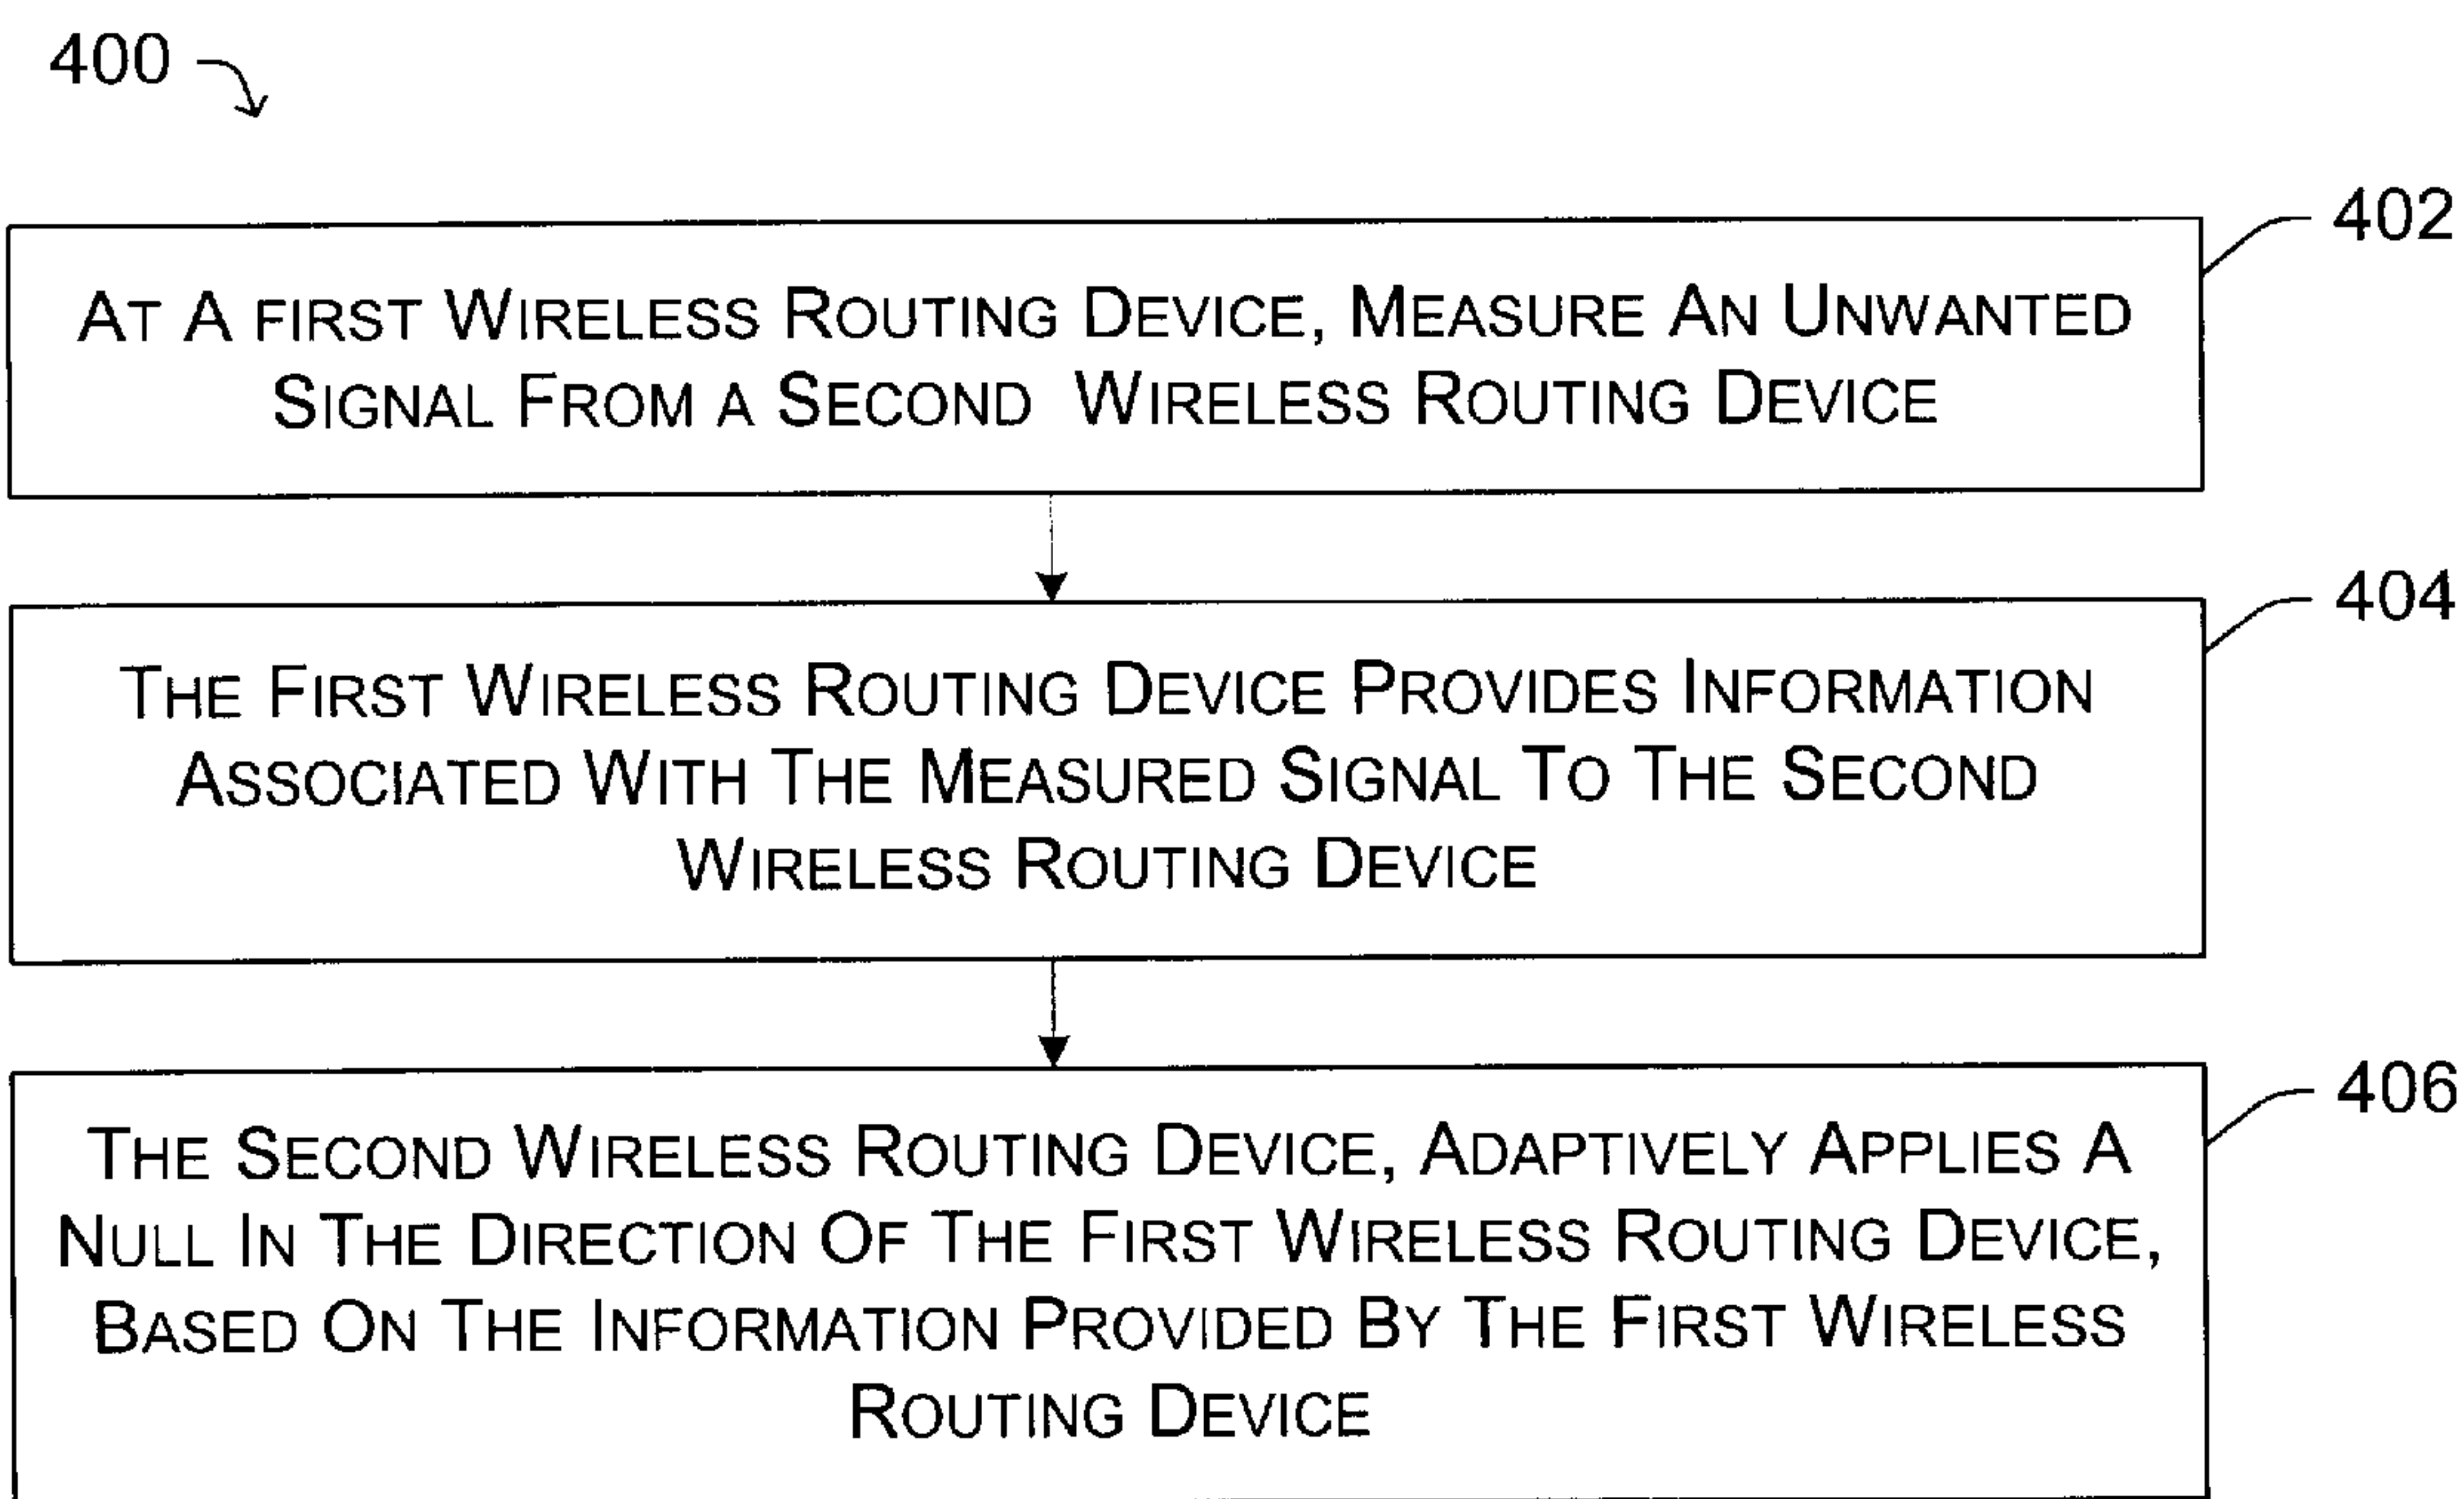 400
402
AT A FIRST WIRELESS ROUTING DEVICE, MEASURE AN UNWANTED
SIGNAL FROM A SECOND WIRELESS ROUTING DEVICE
404
THE FIRST WIRELESS ROUTING DEVICE PROVIDES INFORMATION
ASSOCIATED WITH THE MEASURED SIGNAL TO THE SECOND
WIRELESS ROUTING DEVICE
406
THE SECOND WIRELESS ROUTING DEVICE, ADAPTIVELY APPLIES A
NULL IN THE DIRECTION OF THE FIRST WIRELESS ROUTING DEVICE,
BASED ON THE INFORMATION PROVIDED BY THE FIRST WIRELESS
ROUTING DEVICE